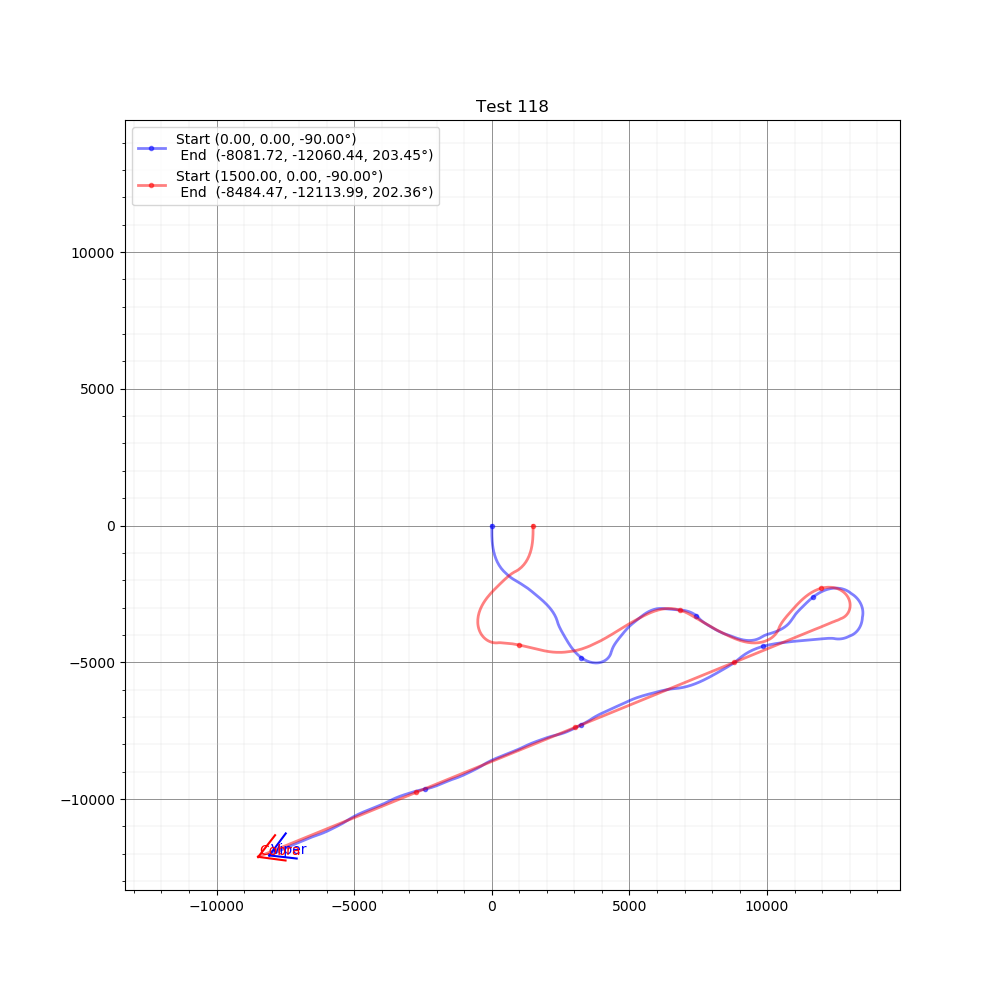 Test 118
Start (0.00, 0.00, -90.00°)
End (-8081.72, -12060.44, 203.45°)
Start (1500.00, 0.00, -90.00°)
End (-8484.47, -12113.99, 202.36°)
10000
5000
0
−5000
−10000
Viper
−10000
−5000
0
5000
10000